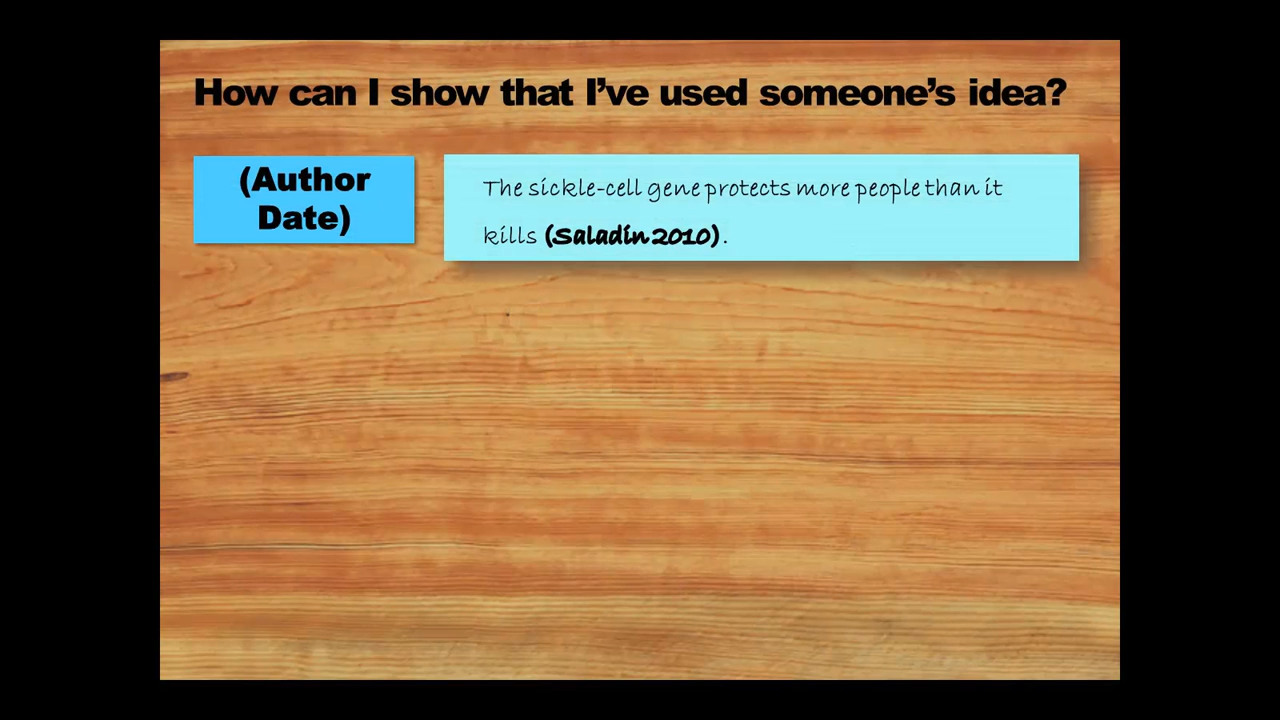 How can I show that I’ve used someone’s idea?
(Author
Date)
The sickle-cell gene protects more people than it
kills (Saladin 2010).